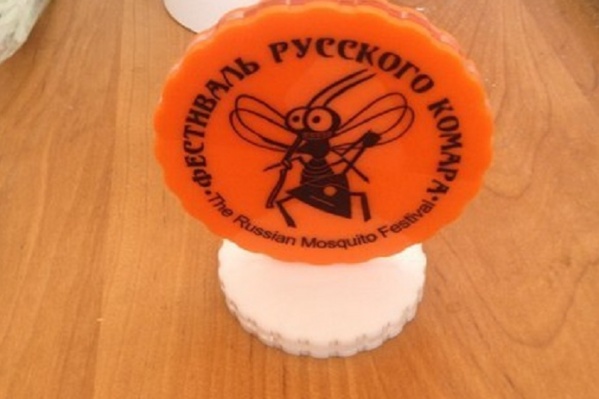 •ФЕСТИВАЛЬ РУССКОГО КОМАРА•
The Russian Mosquito Festival